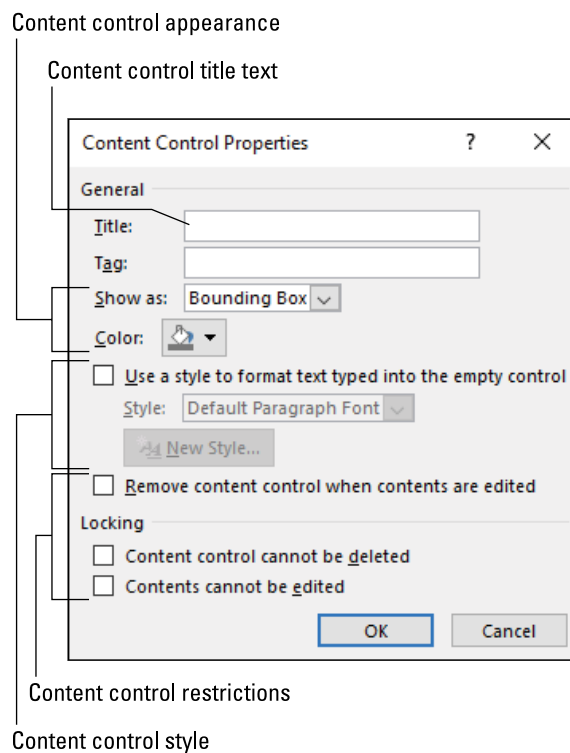 Content control appearance
Content control title text
Content Control Properties ? ×
General
Title:
Tag:
Show as: Bounding Box
Color:
Use a style to format text typed into the empty control
Style: Default Paragraph Font
New Style...
Remove content control when contents are edited
Locking
Content control cannot be deleted
Contents cannot be edited
OK Cancel
Content control restrictions
Content control style